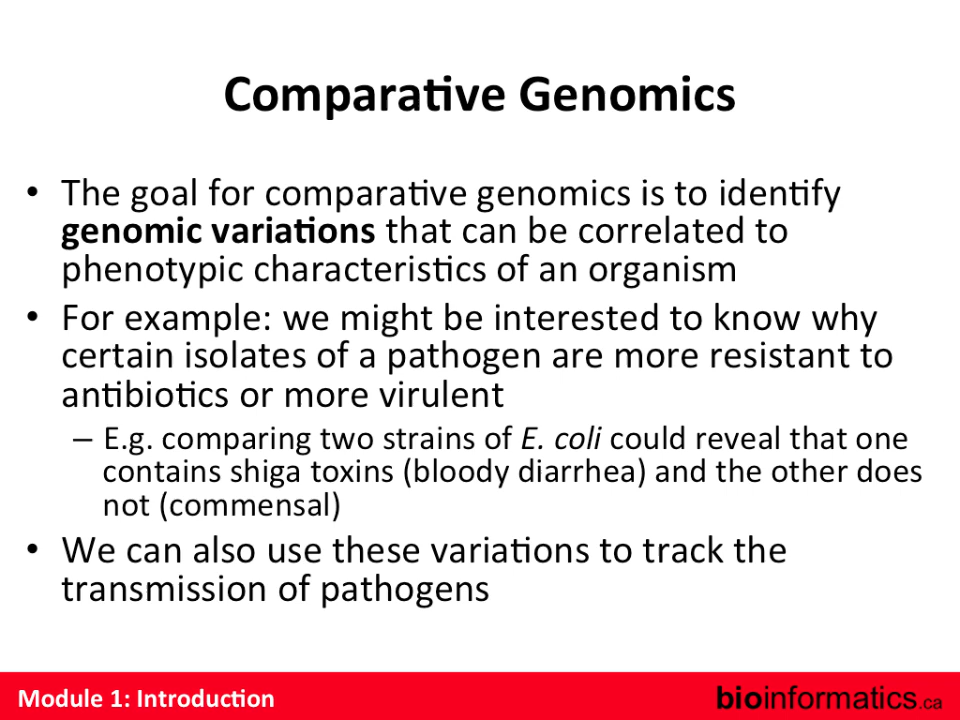 Comparative Genomics
• The goal for comparative genomics is to identify
genomic variations that can be correlated to
phenotypic characteristics of an organism
• For example: we might be interested to know why
certain isolates of a pathogen are more resistant to
antibiotics or more virulent
– E.g. comparing two strains of E. coli could reveal that one
contains shiga toxins (bloody diarrhea) and the other does
not (commensal)
• We can also use these variations to track the
transmission of pathogens
Module 1: Introduction
bioinformatics.ca